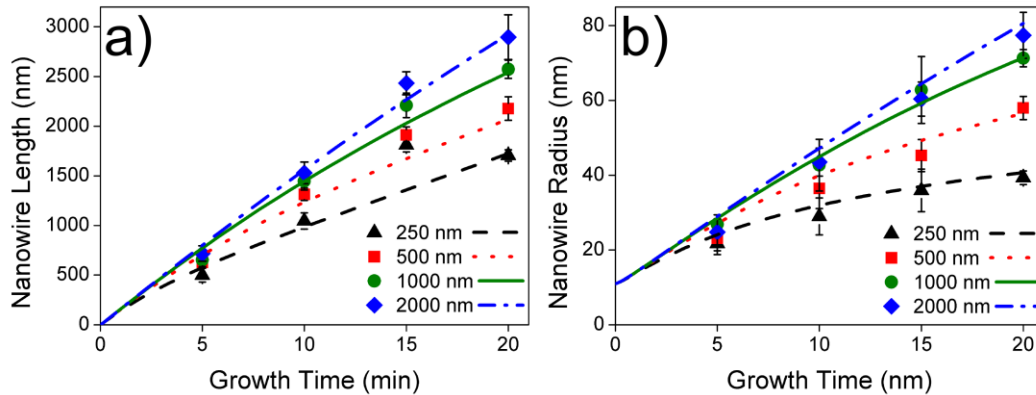 a)
Nanowire Length (nm)
3000
2500
2000
1500
1000
500
0
250 nm
500 nm
1000 nm
2000 nm
0 5 10 15 20
Growth Time (min)
b)
Nanowire Radius (nm)
80
60
40
20
0
250 nm
500 nm
1000 nm
2000 nm
0 5 10 15 20
Growth Time (nm)